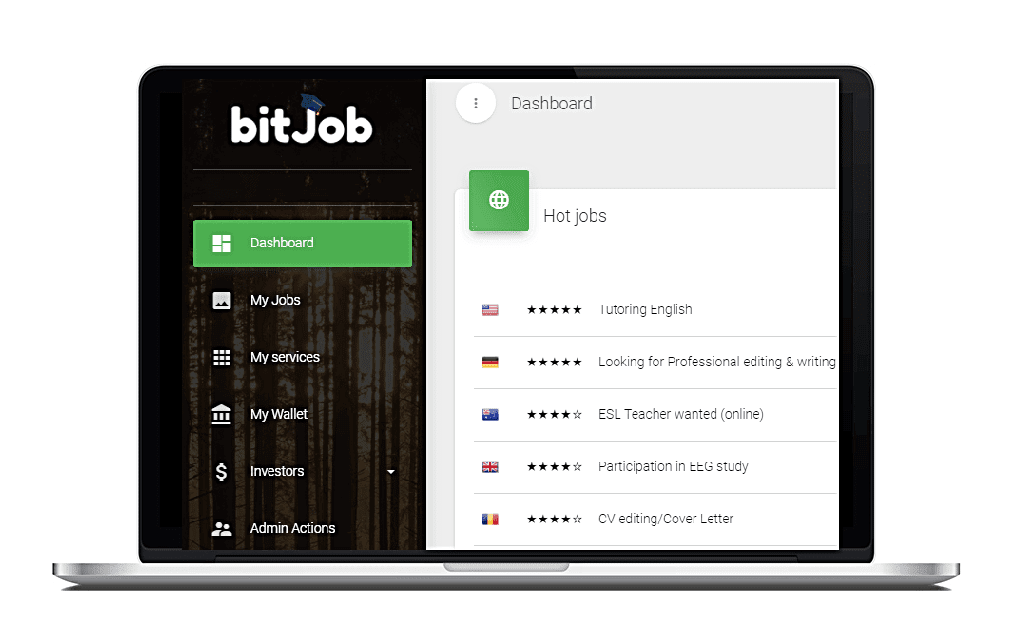 bitJob
Dashboard
My Jobs
My services
My Wallet
Investors
Admin Actions
Dashboard
Hot jobs
★★★★★ Tutoring English
★★★★★ Looking for Professional editing & writing
★★★★☆ ESL Teacher wanted (online)
★★★★☆ Participation in EEG study
★★★★☆ CV editing/Cover Letter